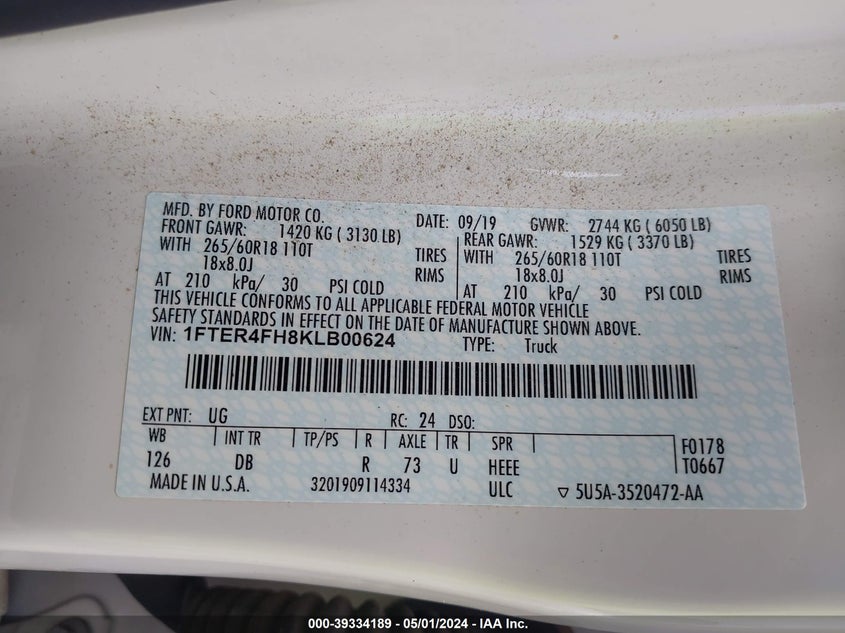 MFD. BY FORD MOTOR CO. DATE: 09/19 GVWR: 2744 KG ( 6050 LB)
FRONT GAWR: 1420 KG ( 3130 LB) REAR GAWR: 1529 KG ( 3370 LB)
WITH 265/60R18 110T TIRES WITH 265/60R18 110T TIRES
18x8.0J RIMS 18x8.0J RIMS
AT 210 kPa/ 30 PSI COLD AT 210 kPa/ 30 PSI COLD
THIS VEHICLE CONFORMS TO ALL APPLICABLE FEDERAL MOTOR VEHICLE
SAFETY STANDARDS IN EFFECT ON THE DATE OF MANUFACTURE SHOWN ABOVE.
VIN: 1FTER4FH8KLB00624 TYPE: Truck
EXT PNT: UG RC: 24 DSO:
WB INT TR TP/PS R AXLE TR SPR F0178
126 DB R 73 U HEEE T0667
MADE IN U.S.A. 3201909114334 ULC ▽ 5U5A-3520472-AA
000-39334189 - 05/01/2024 - IAA Inc.